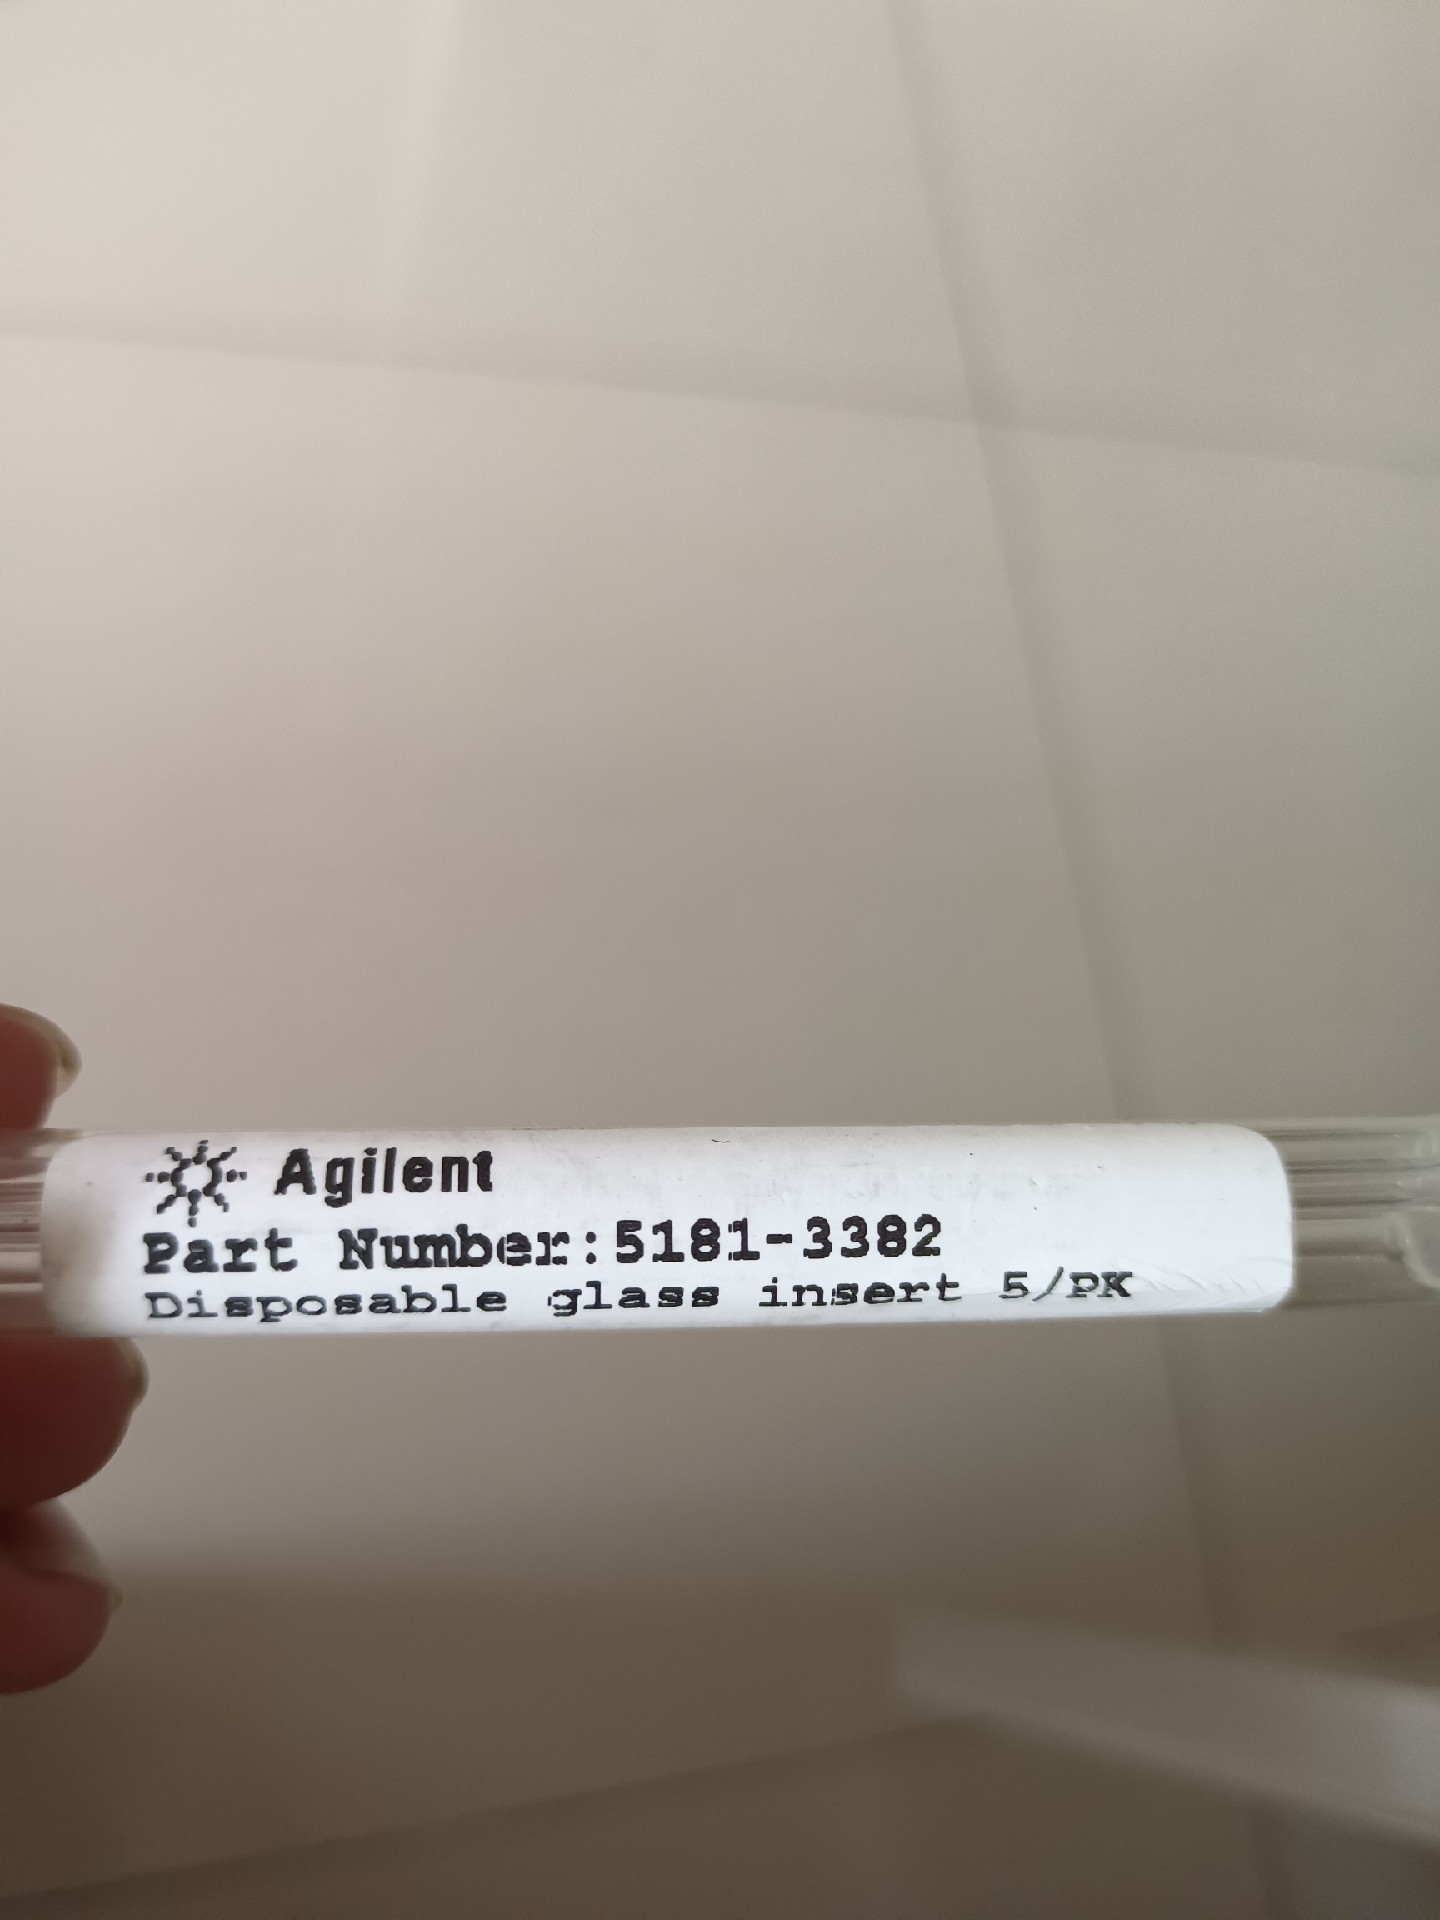 Agilent
Part Number:5181-3382
Disposable glass insert 5/PK